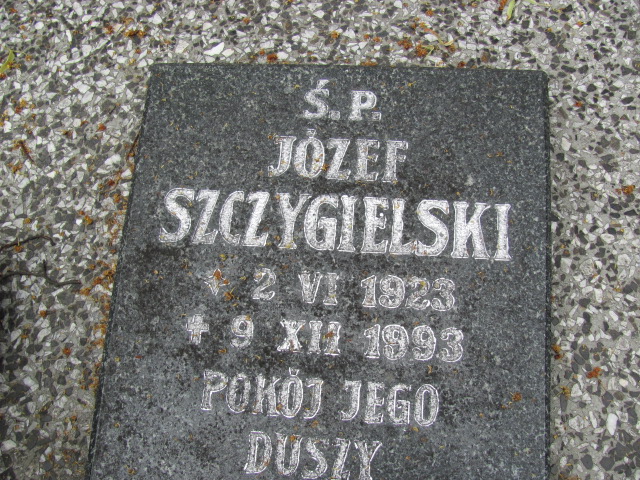 Ś.P.
JÓZEF
SZCZYGIELSKI
* 2 VI 1923
✝ 9 XII 1993
POKÓJ JEGO
DUSZY